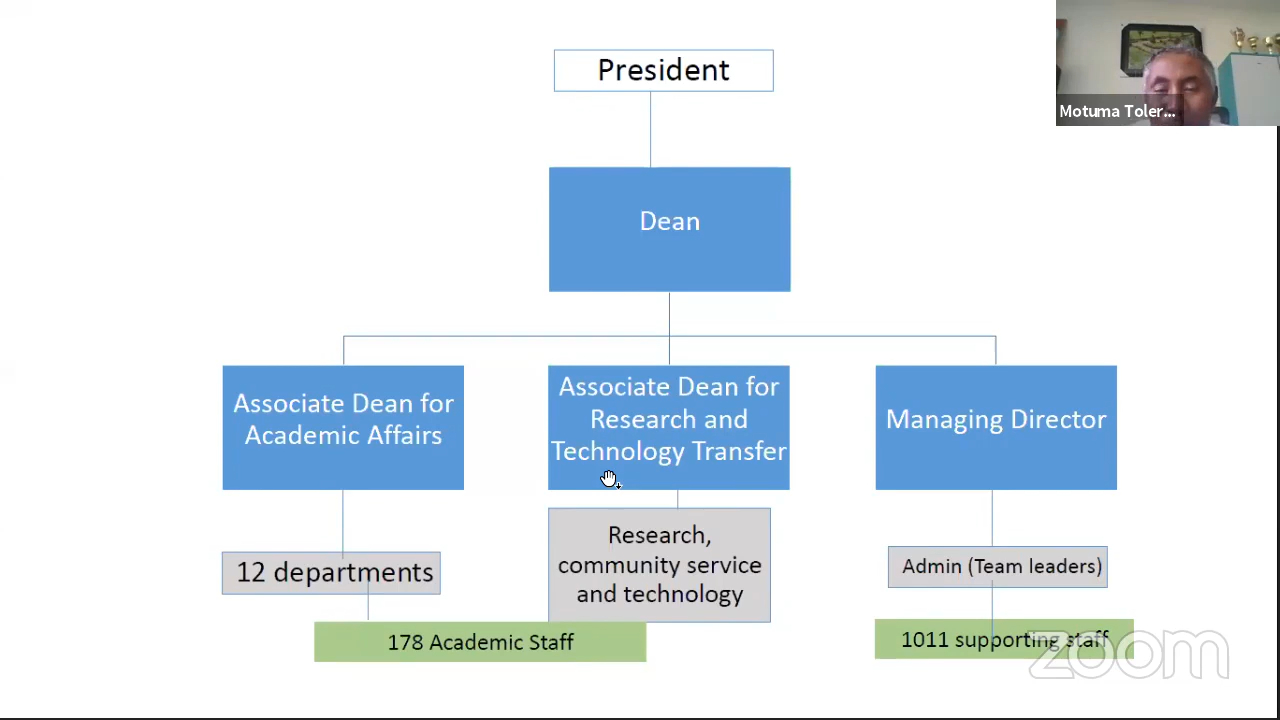 President
Motuma Toler...
Dean
Associate Dean for
Academic Affairs
Associate Dean for
Research and
Technology Transfer
Managing Director
12 departments
Research,
community service
and technology
Admin (Team leaders)
178 Academic Staff
1011 supporting staff
zoom